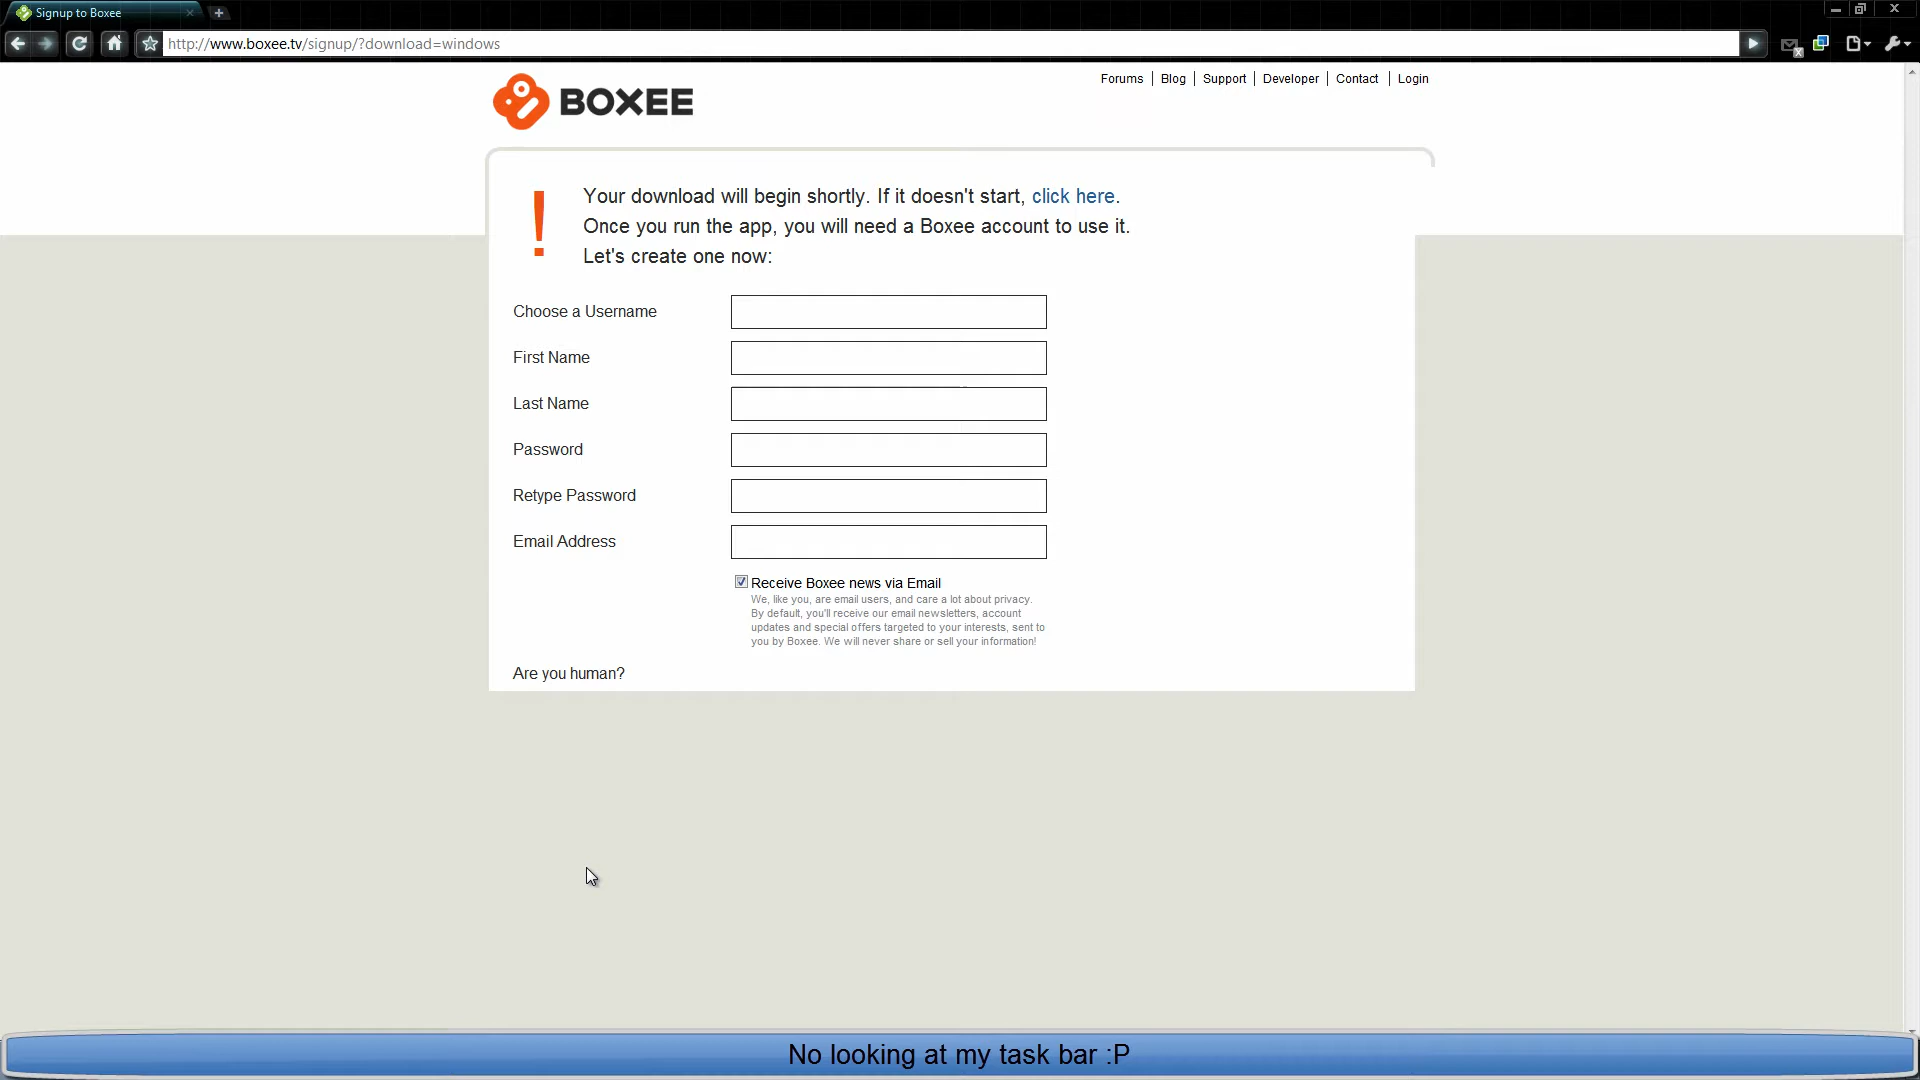 Signup to Boxee
http://www.boxee.tv/signup/?download=windows
Forums | Blog | Support | Developer | Contact | Login
BOXEE
! Your download will begin shortly. If it doesn't start, click here.
Once you run the app, you will need a Boxee account to use it.
Let's create one now:
Choose a Username
First Name
Last Name
Password
Retype Password
Email Address
Receive Boxee news via Email
We, like you, are email users, and care a lot about privacy.
By default, you'll receive our email newsletters, account
updates and special offers targeted to your interests, sent to
you by Boxee. We will never share or sell your information!
Are you human?
No looking at my task bar :P